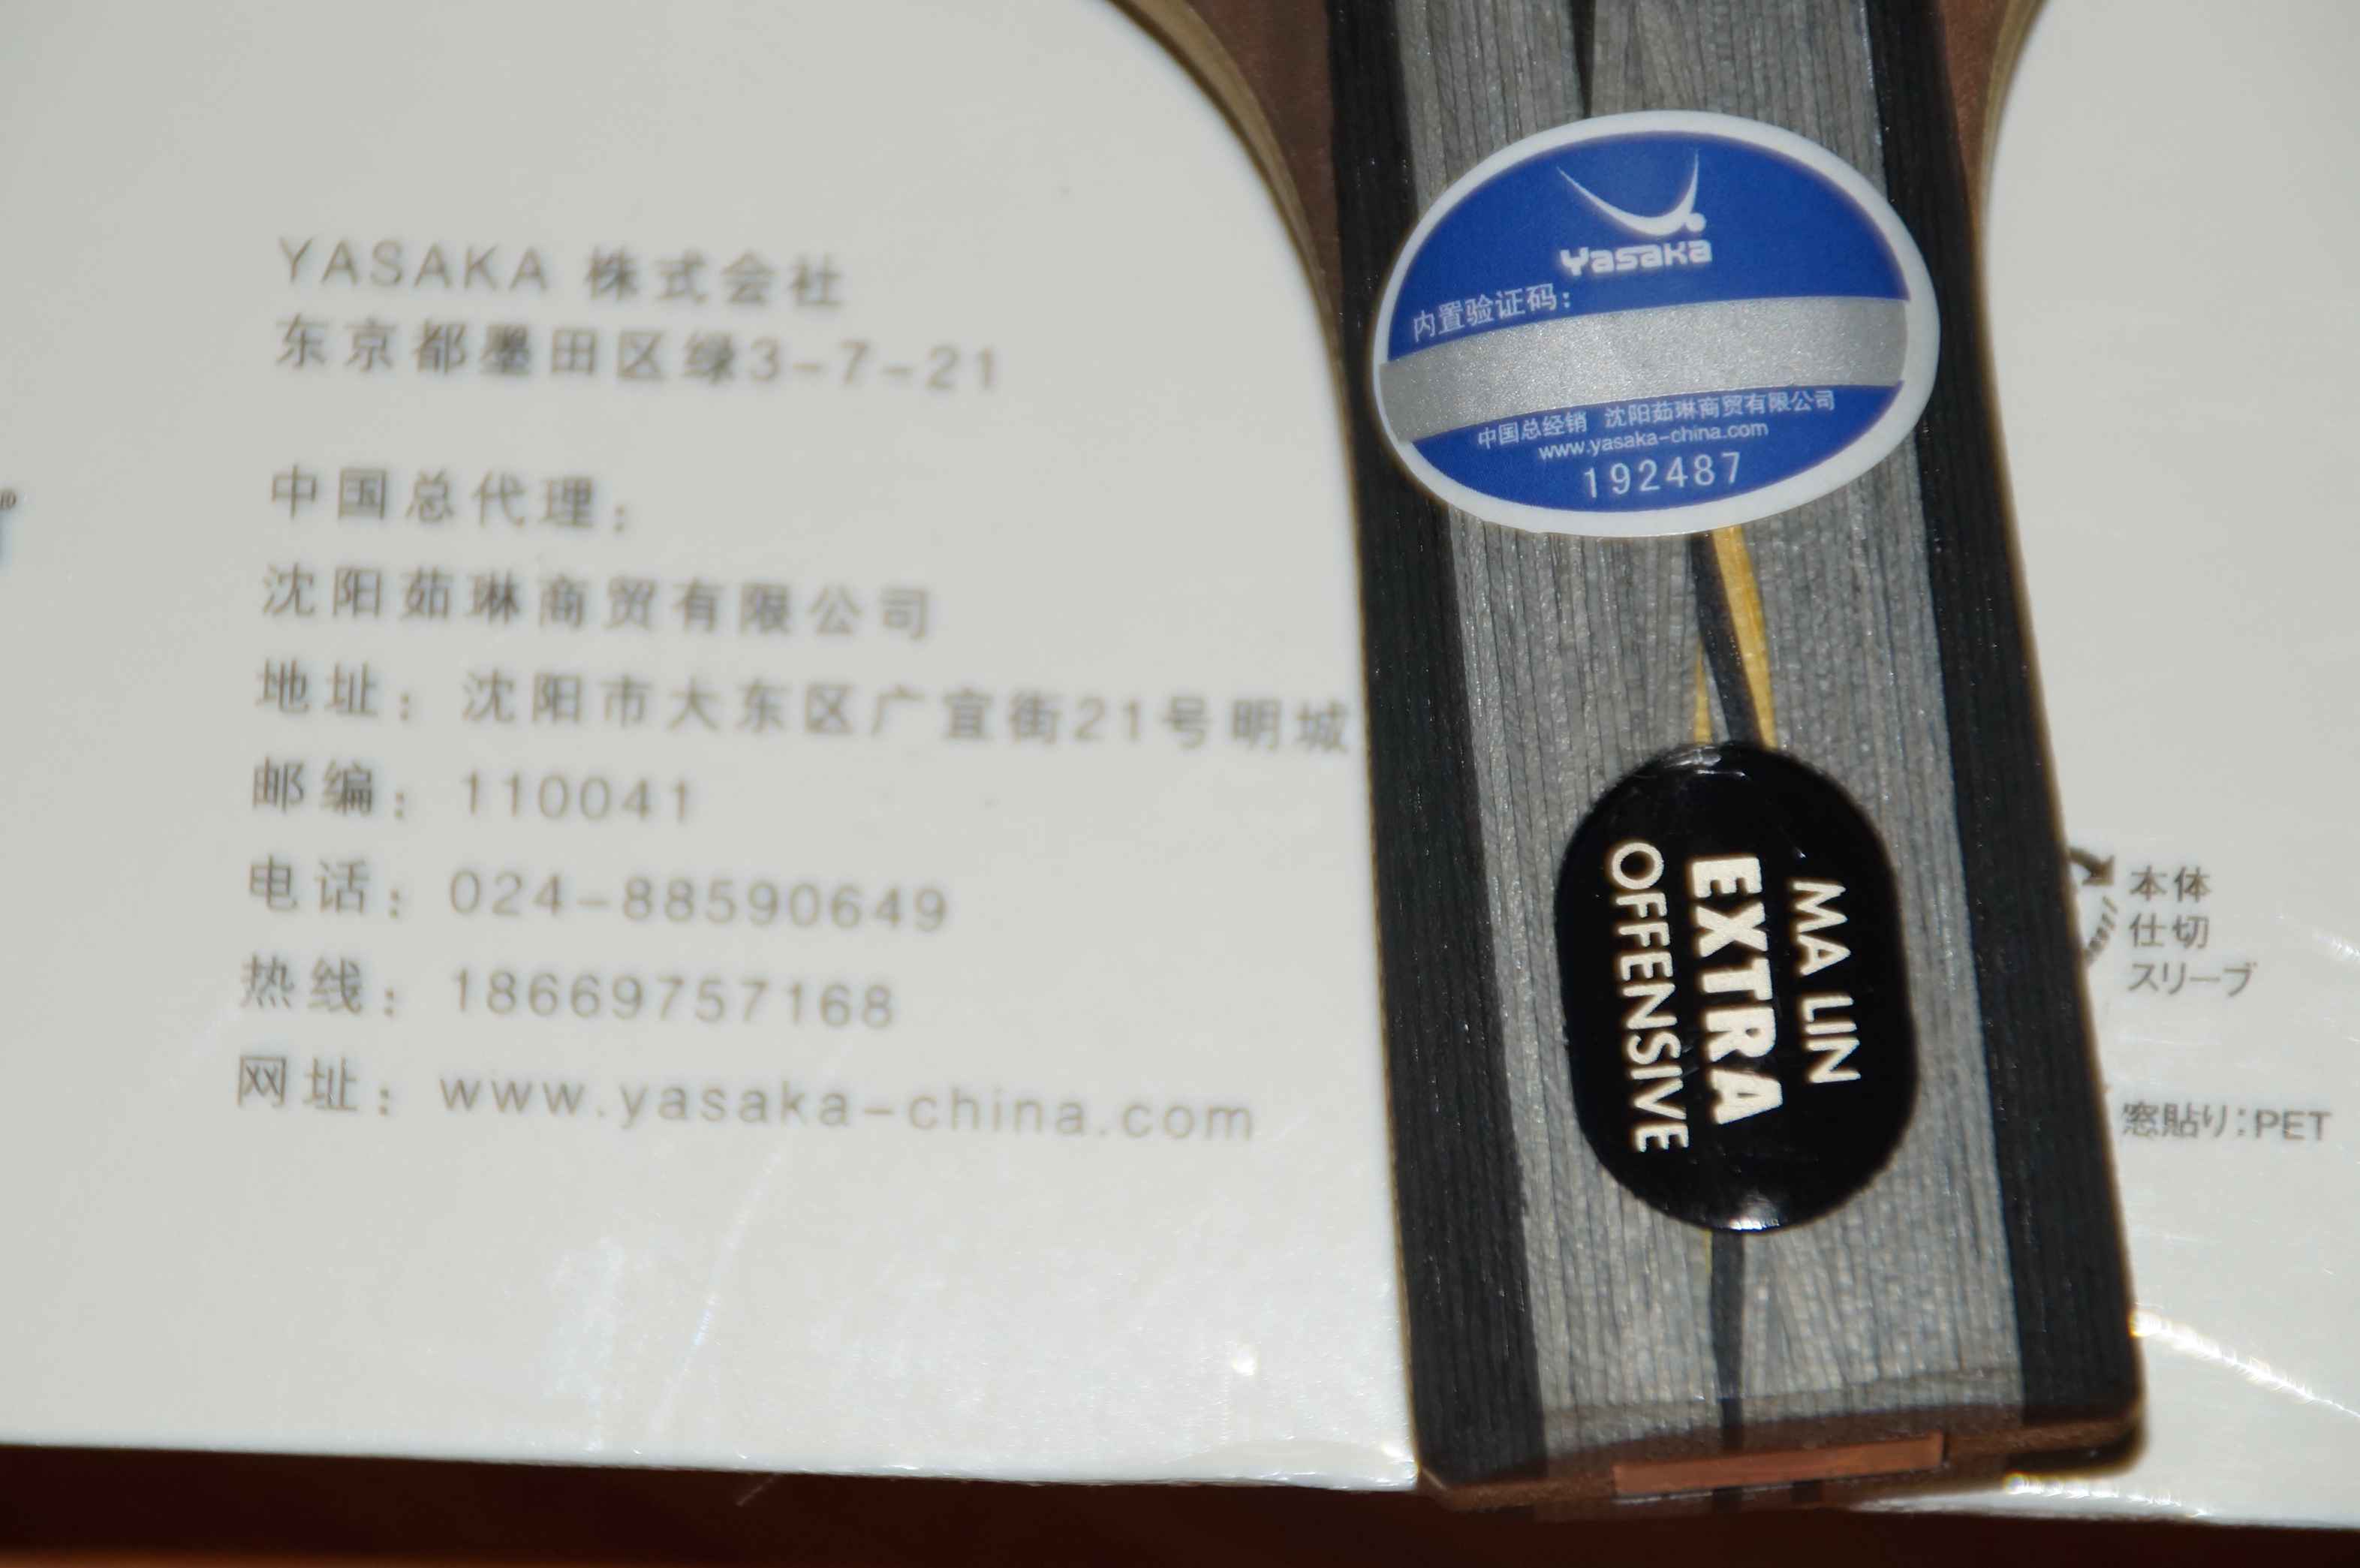 YASAKA 株式会社
东京都墨田区绿3-7-21
中国总代理：
沈阳茹琳商贸有限公司
地址：沈阳市大东区广宜街21号明城
邮编：110041
电话：024-88590649
热线：18669757168
网址：www.yasaka-china.com
Yasaka
内置验证码：
中国总经销 沈阳茹琳商贸有限公司
www.yasaka-china.com
192487
MA LIN
EXTRA
OFFENSIVE
本体
仕切
スリーブ
窓貼り：PET